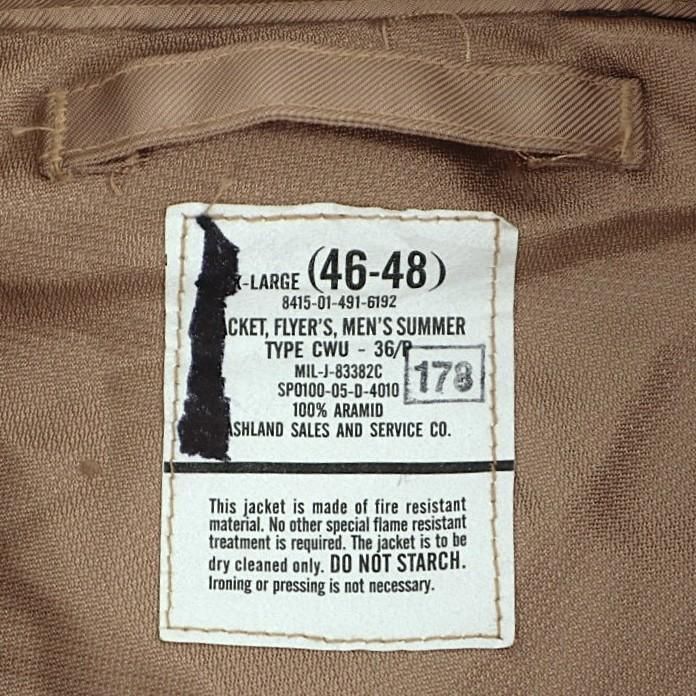 X-LARGE (46-48)
8415-01-491-6192
ACKET, FLYER'S, MEN'S SUMMER
TYPE CWU - 36/P
MIL-J-83382C
SPO100-05-D-4010
178
100% ARAMID
ASHLAND SALES AND SERVICE CO.
This jacket is made of fire resistant
material. No other special flame resistant
treatment is required. The jacket is to be
dry cleaned only. DO NOT STARCH.
Ironing or pressing is not necessary.